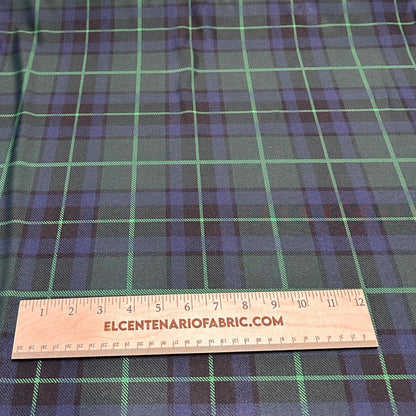 1 2 3 4 5 6 7 8 9 10 11 12
ELCENTENARIOFABRIC.COM